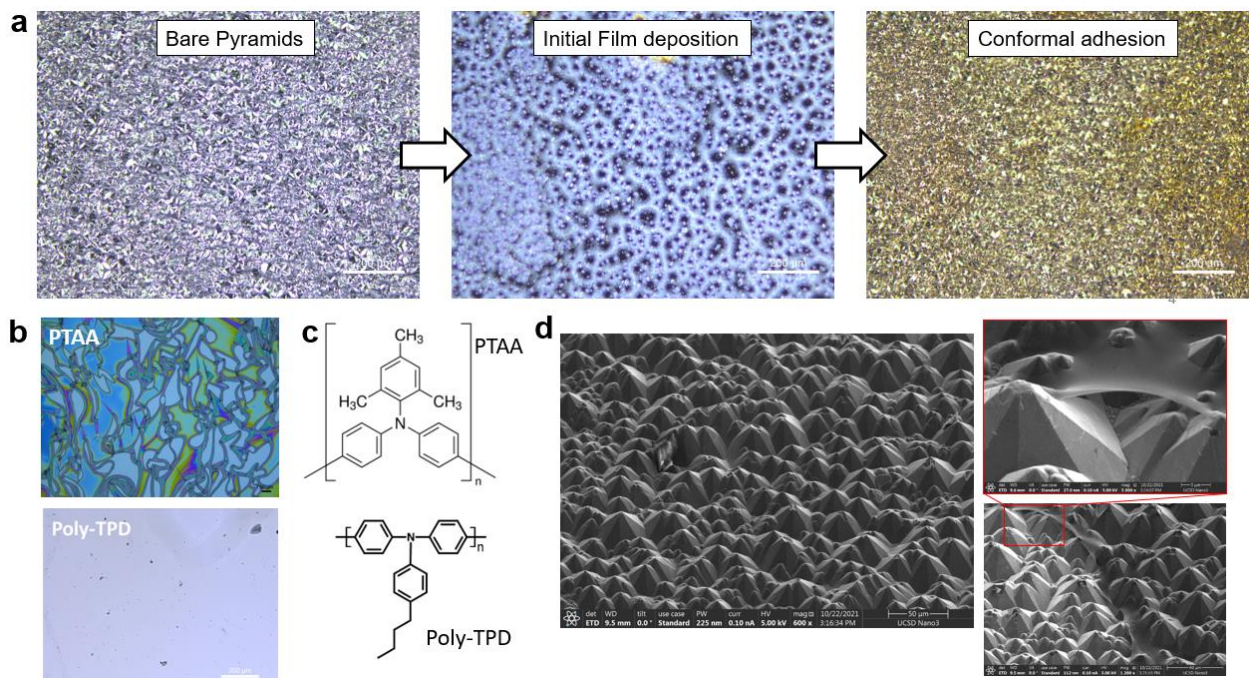 a
Bare Pyramids
Initial Film deposition
Conformal adhesion
200 µm
200 µm
4
b
PTAA
Poly-TPD
200 µm
c
CH₃
H₃C
CH₃
N
n
PTAA
N
n
Poly-TPD
d
det WD tilt use case PW curr HV mag 10/22/2021 50 µm
ETD 9.5 mm 0.0 ° Standard 225 nm 0.10 nA 5.00 kV 600 x 3:16:34 PM UCSD Nano3
UCSD Nano3